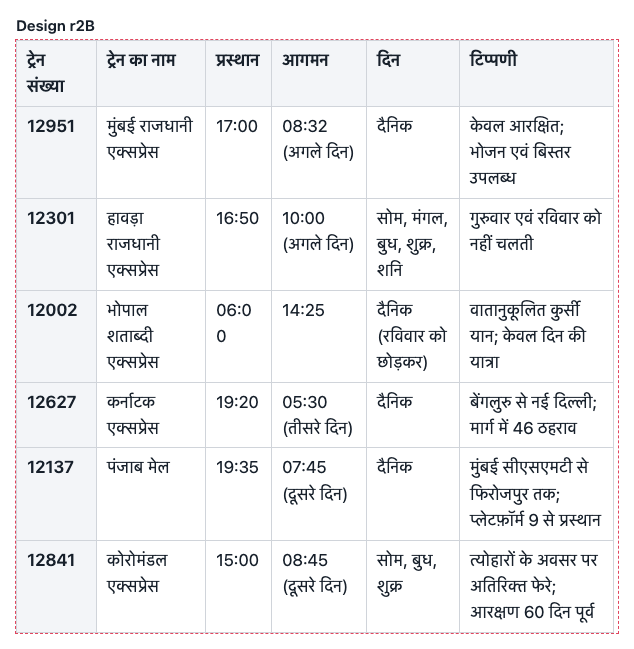 Design r2B
ट्रेन संख्या | ट्रेन का नाम | प्रस्थान | आगमन | दिन | टिप्पणी
12951 | मुंबई राजधानी एक्सप्रेस | 17:00 | 08:32 (अगले दिन) | दैनिक | केवल आरक्षित; भोजन एवं बिस्तर उपलब्ध
12301 | हावड़ा राजधानी एक्सप्रेस | 16:50 | 10:00 (अगले दिन) | सोम, मंगल, बुध, शुक्र, शनि | गुरुवार एवं रविवार को नहीं चलती
12002 | भोपाल शताब्दी एक्सप्रेस | 06:00 | 14:25 | दैनिक (रविवार को छोड़कर) | वातानुकूलित कुर्सी यान; केवल दिन की यात्रा
12627 | कर्नाटक एक्सप्रेस | 19:20 | 05:30 (तीसरे दिन) | दैनिक | बेंगलुरु से नई दिल्ली; मार्ग में 46 ठहराव
12137 | पंजाब मेल | 19:35 | 07:45 (दूसरे दिन) | दैनिक | मुंबई सीएसएमटी से फिरोजपुर तक; प्लेटफ़ॉर्म 9 से प्रस्थान
12841 | कोरोमंडल एक्सप्रेस | 15:00 | 08:45 (दूसरे दिन) | सोम, बुध, शुक्र | त्योहारों के अवसर पर अतिरिक्त फेरे; आरक्षण 60 दिन पूर्व